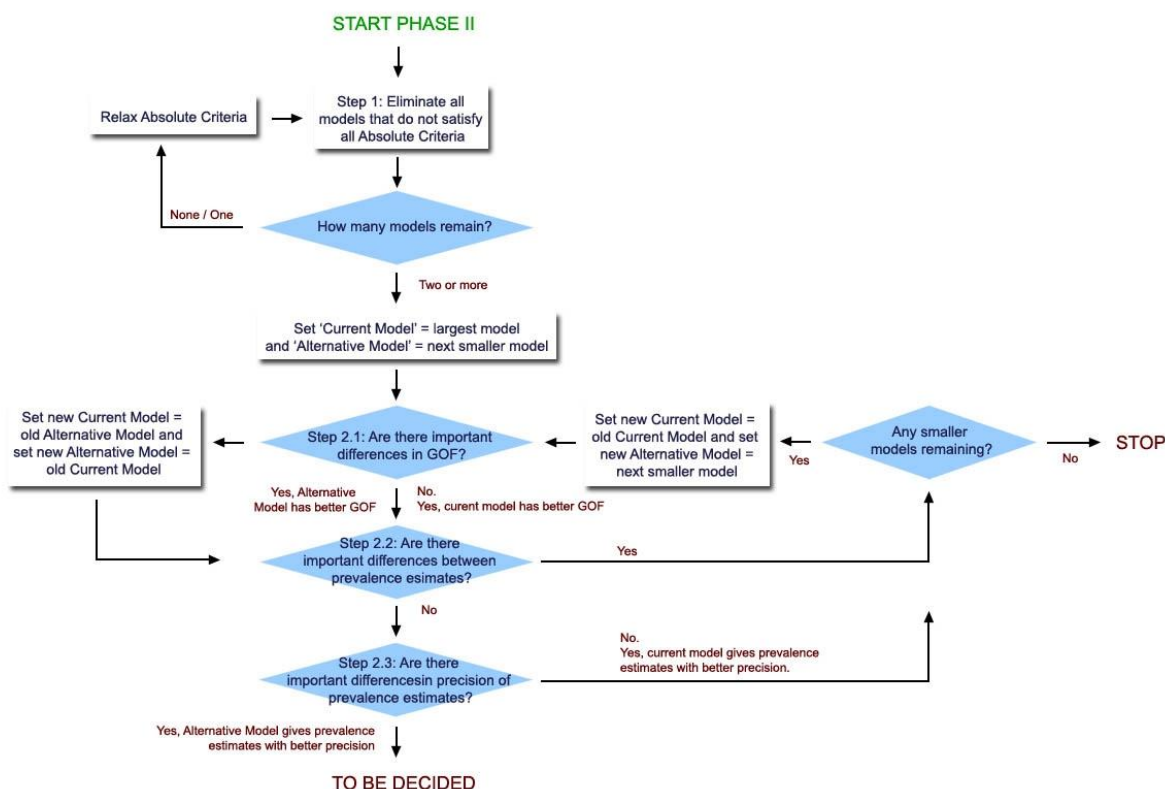 START PHASE II
Relax Absolute Criteria
Step 1: Eliminate all
models that do not satisfy
all Absolute Criteria
None / One
How many models remain?
Two or more
Set ‘Current Model’ = largest model
and ‘Alternative Model’ = next smaller model
Set new Current Model =
old Alternative Model and
set new Alternative Model =
old Current Model
Step 2.1: Are there important
differences in GOF?
Set new Current Model =
old Current Model and set
new Alternative Model =
next smaller model
Yes
Any smaller
models remaining?
No
STOP
Yes, Alternative
Model has better GOF
No.
Yes, curent model has better GOF
Step 2.2: Are there
important differences between
prevalence esimates?
Yes
No
Step 2.3: Are there
important differencesin precision of
prevalence estimates?
No.
Yes, current model gives prevalence
estimates with better precision.
Yes, Alternative Model gives prevalence
estimates with better precision
TO BE DECIDED